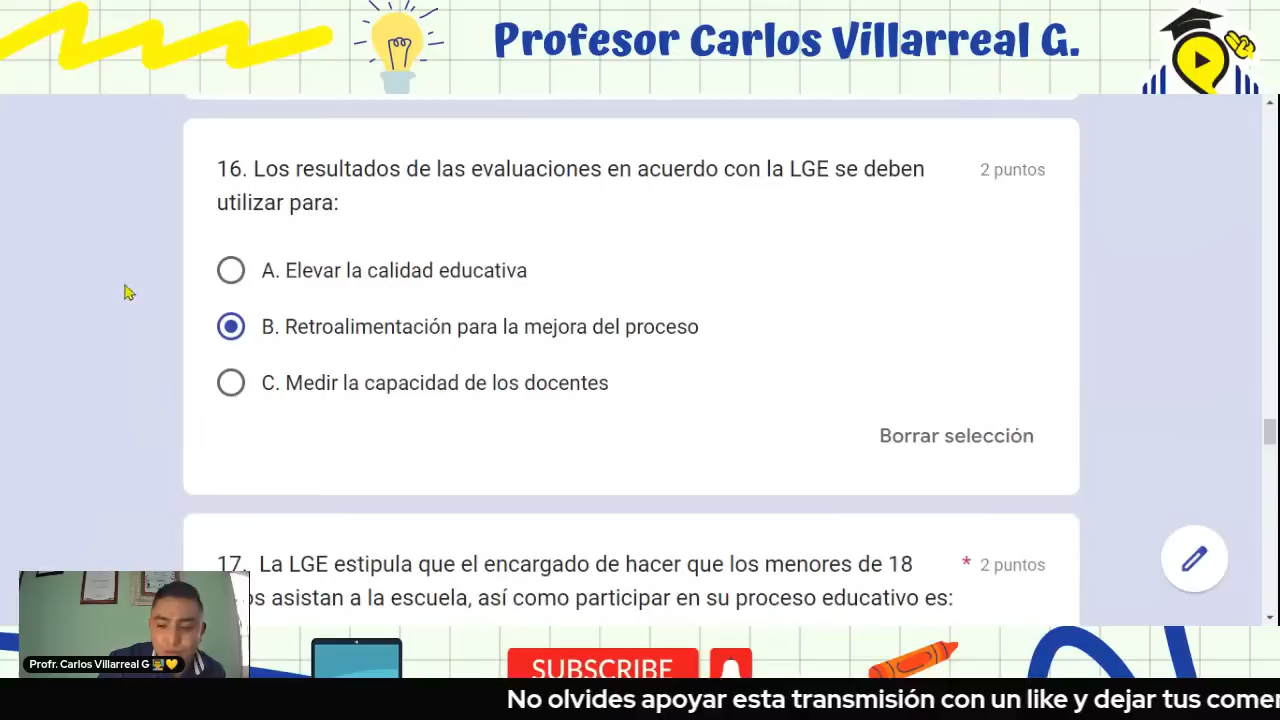 Profesor Carlos Villarreal G.
16. Los resultados de las evaluaciones en acuerdo con la LGE se deben
utilizar para:
2 puntos
A. Elevar la calidad educativa
B. Retroalimentación para la mejora del proceso
C. Medir la capacidad de los docentes
Borrar selección
17. La LGE estipula que el encargado de hacer que los menores de 18
* 2 puntos
os asistan a la escuela, así como participar en su proceso educativo es:
Profr. Carlos Villarreal G
SUBSCRIBE
No olvides apoyar esta transmisión con un like y dejar tus come